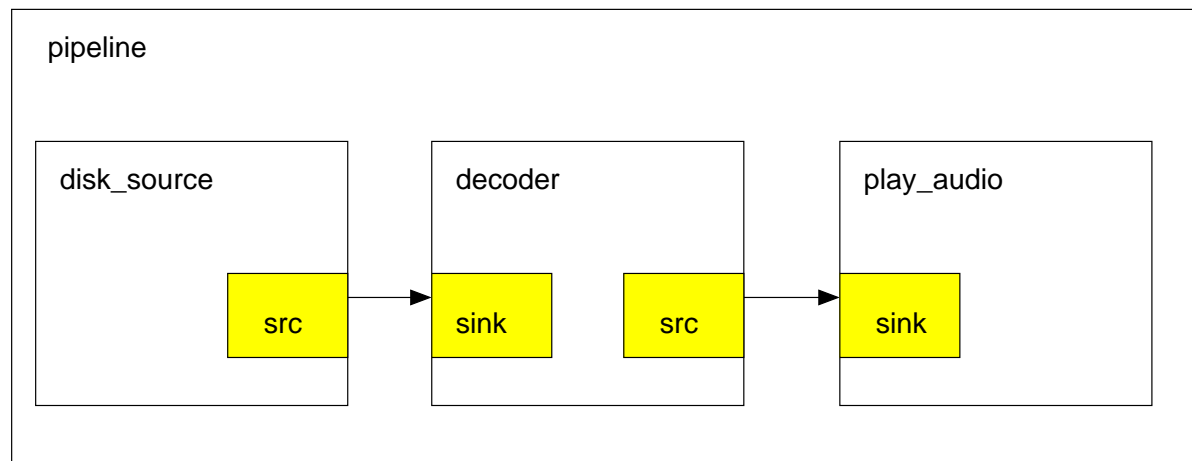 pipeline
disk_source
decoder
play_audio
src
sink
src
sink